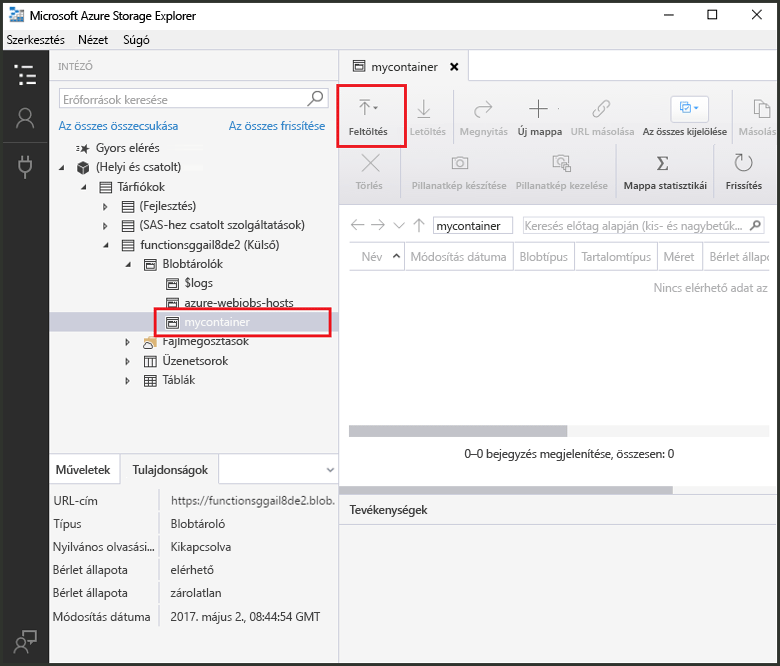 Microsoft Azure Storage Explorer
Szerkesztés Nézet Súgó
INTÉZŐ
Erőforrások keresése
Az összes összecsukása Az összes frissítése
Gyors elérés
(Helyi és csatolt)
Tárfiókok
(Fejlesztés)
(SAS-hez csatolt szolgáltatások)
functionsggail8de2 (Külső)
Blobtárolók
$logs
azure-webjobs-hosts
mycontainer
Fájlmegosztások
Üzenetsorok
Táblák
Műveletek Tulajdonságok
URL-cím https://functionsggail8de2.blob.
Típus Blobtároló
Nyilvános olvasási... Kikapcsolva
Bérlet állapota elérhető
Bérlet állapota zárolatlan
Módosítás dátuma 2017. május 2., 08:44:54 GMT
mycontainer
Feltöltés Letöltés Megnyitás Új mappa URL másolása Az összes kijelölése Másolás
Törlés Pillanatkép készítése Pillanatkép kezelése Mappa statisztikái Frissítés
mycontainer Keresés előtag alapján (kis- és nagybetűk...
Név Módosítás dátuma Blobtípus Tartalomtípus Méret Bérlet állapo
Nincs elérhető adat az
0–0 bejegyzés megjelenítése, összesen: 0
Tevékenységek